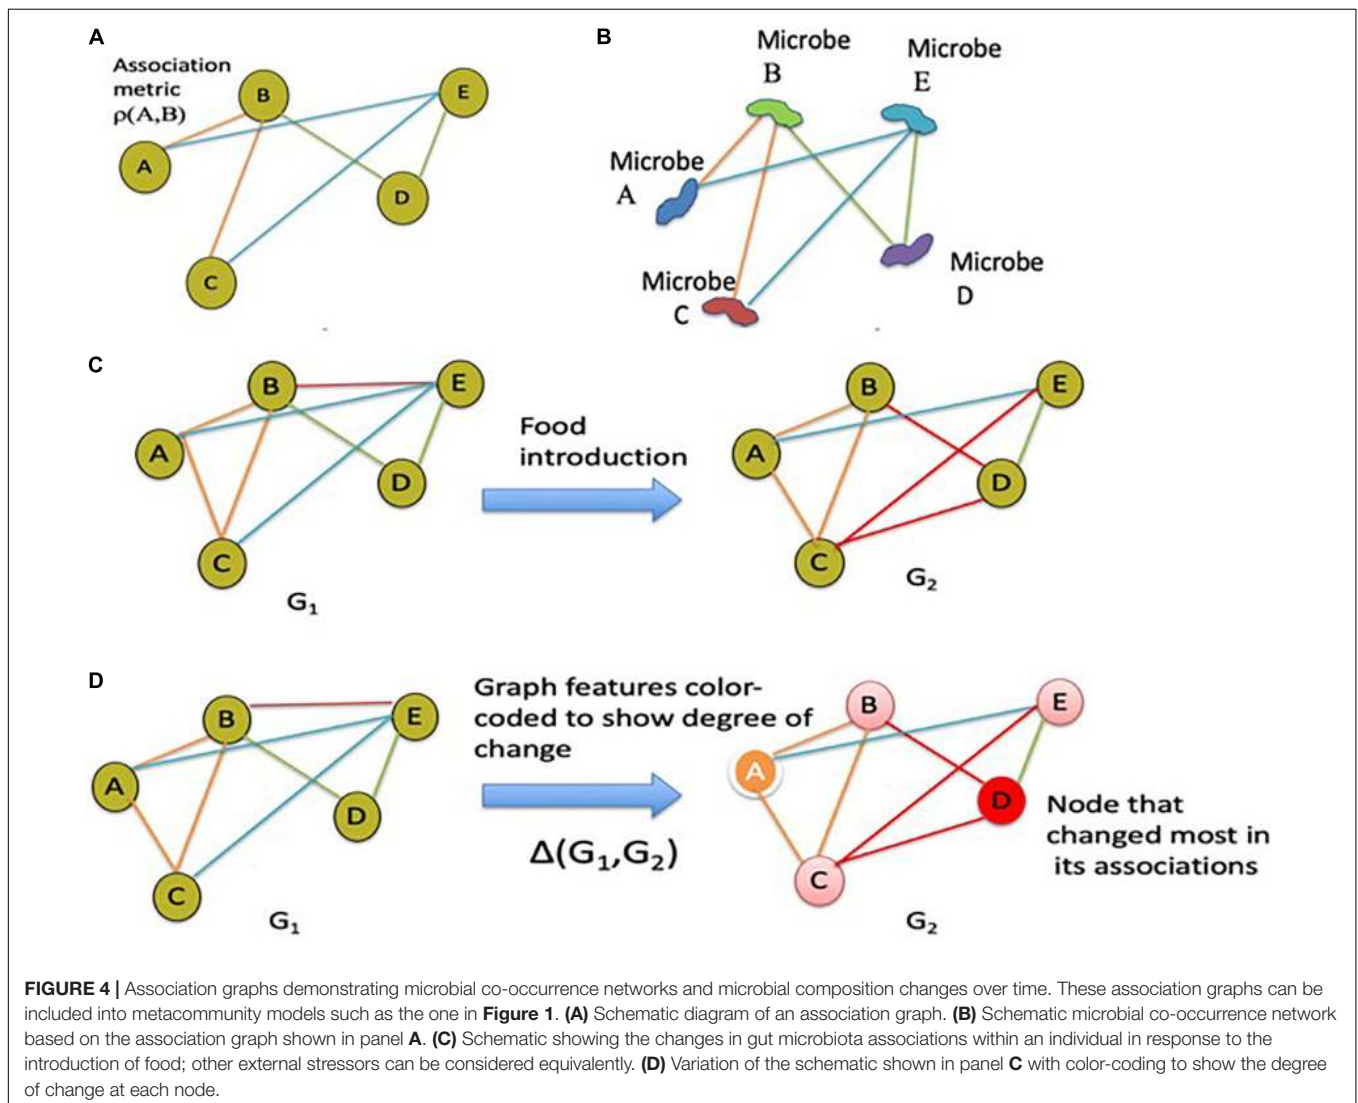 A
Association
metric
ρ(A,B)
B
E
A
D
C
B
Microbe
B
Microbe
E
Microbe
A
Microbe
C
Microbe
D
C
B
E
A
D
C
G₁
Food
introduction
B
E
A
D
C
G₂
D
B
E
A
D
C
G₁
Graph features color-
coded to show degree of
change
Δ(G₁,G₂)
B
E
A
D
C
G₂
Node that
changed most in
its associations
FIGURE 4 | Association graphs demonstrating microbial co-occurrence networks and microbial composition changes over time. These association graphs can be
included into metacommunity models such as the one in Figure 1. (A) Schematic diagram of an association graph. (B) Schematic microbial co-occurrence network
based on the association graph shown in panel A. (C) Schematic showing the changes in gut microbiota associations within an individual in response to the
introduction of food; other external stressors can be considered equivalently. (D) Variation of the schematic shown in panel C with color-coding to show the degree
of change at each node.